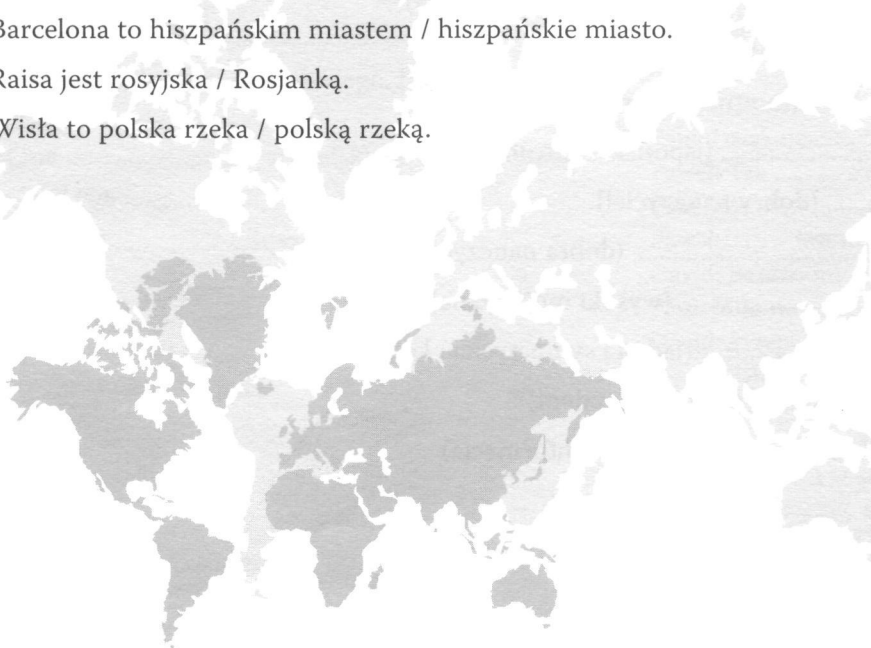 Barcelona to hiszpańskim miastem / hiszpańskie miasto.
Raisa jest rosyjska / Rosjanką.
Wisła to polska rzeka / polską rzeką.